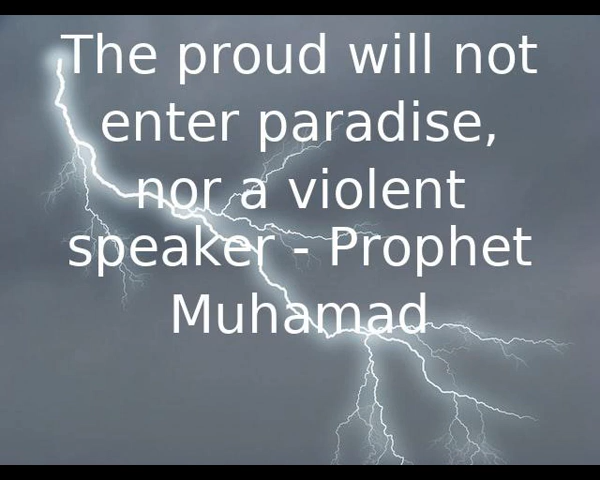 The proud will not
enter paradise,
nor a violent
speaker - Prophet
Muhamad